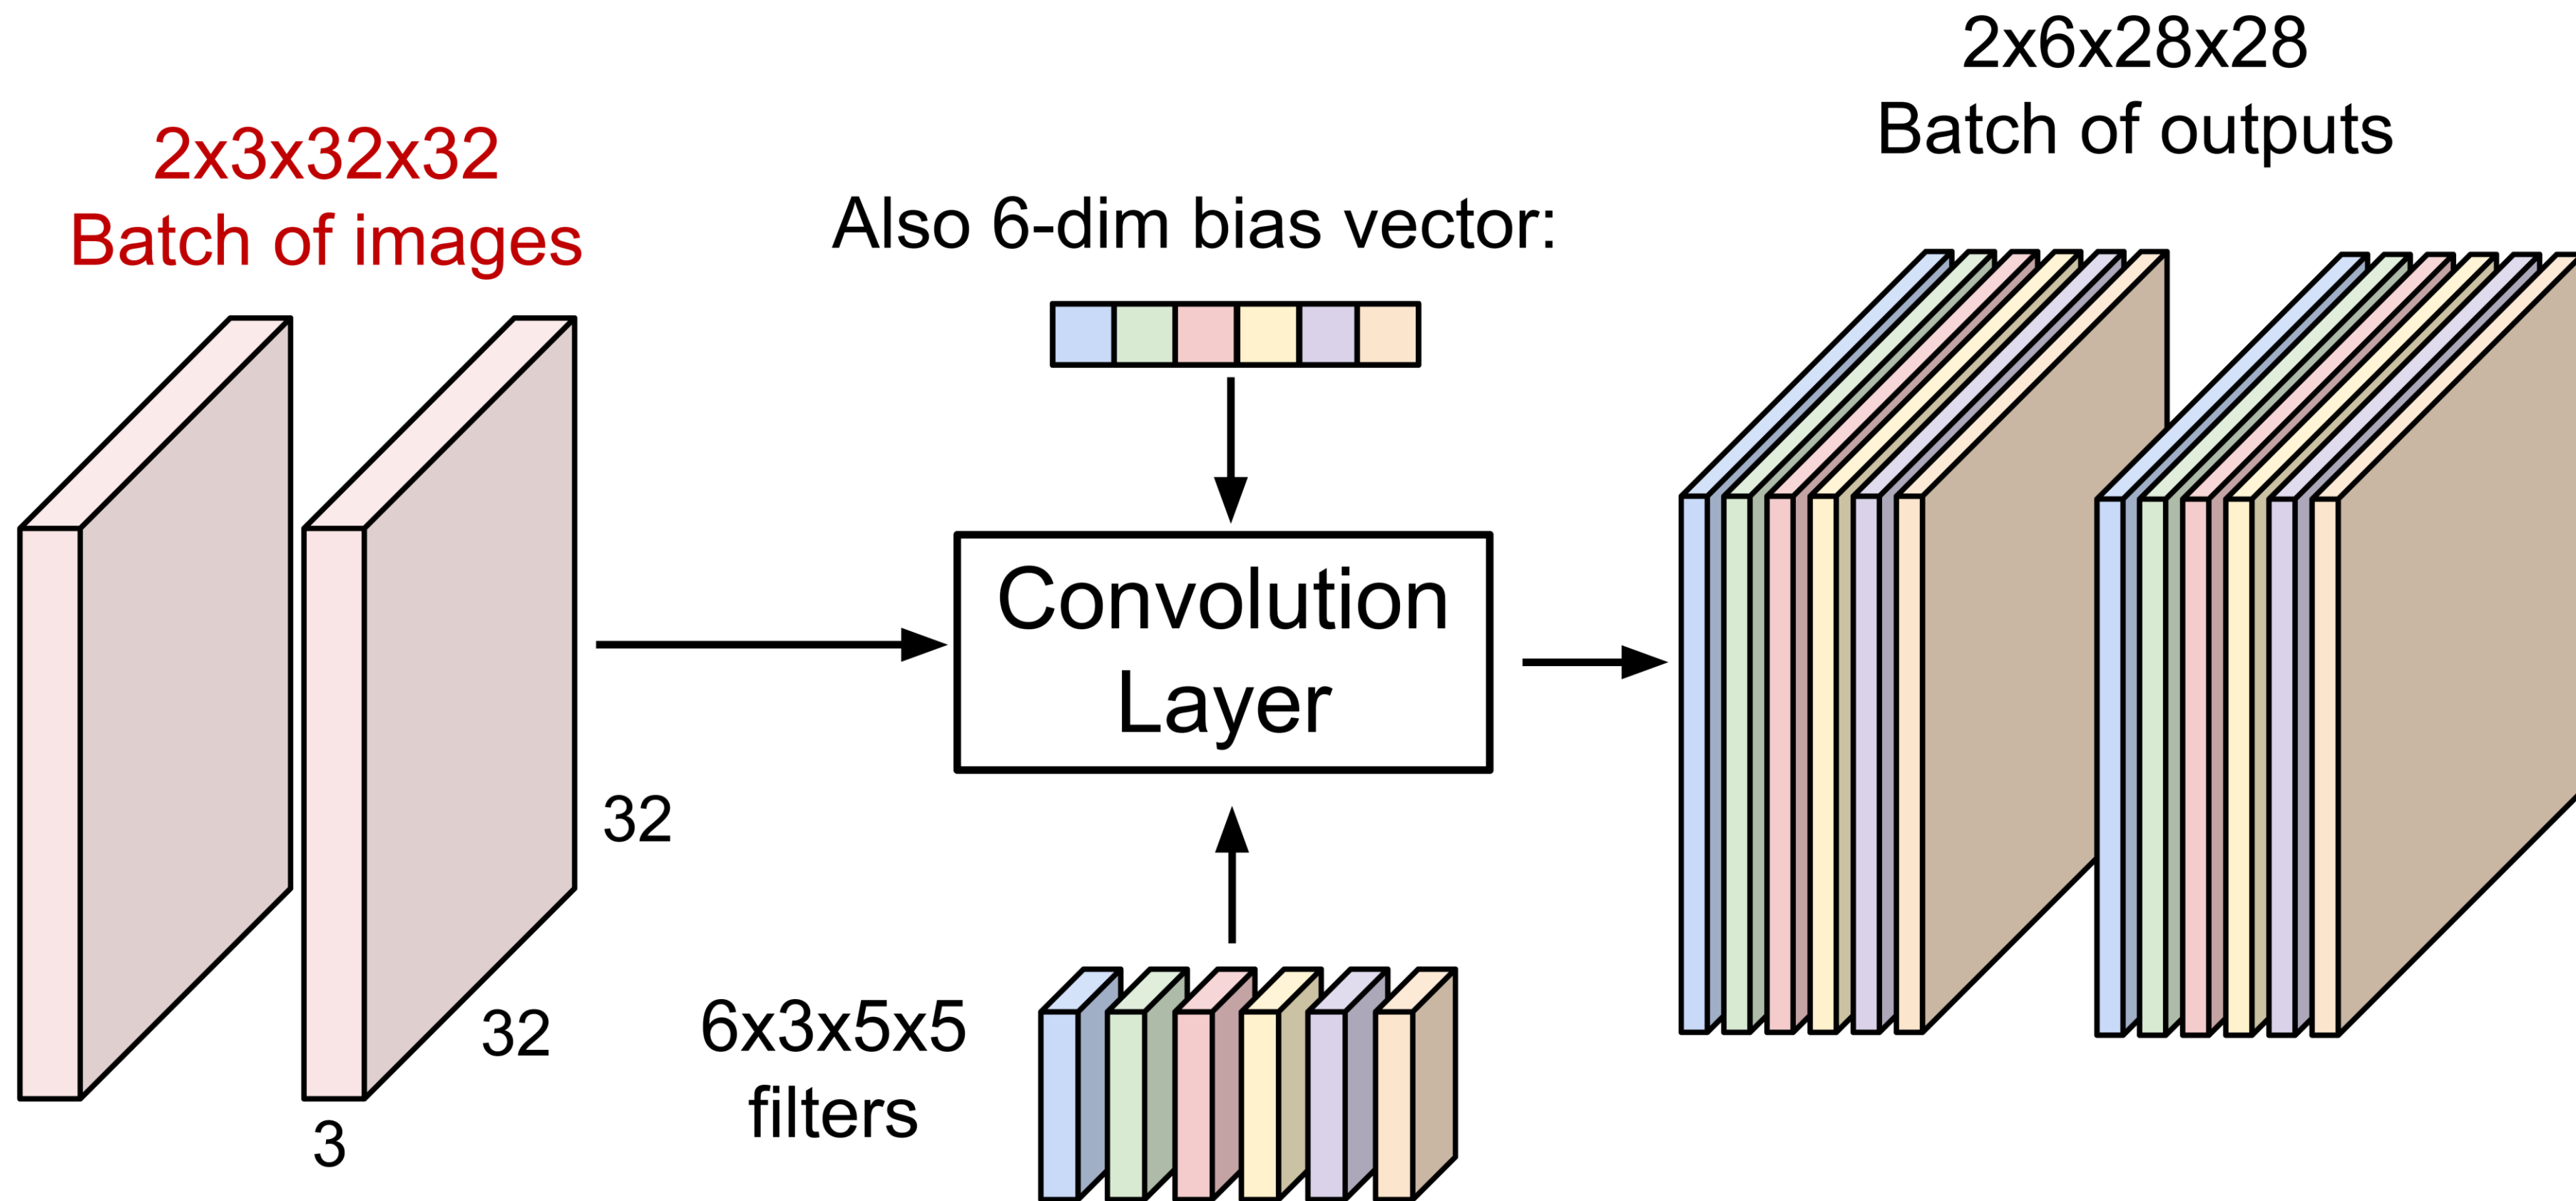 2x3x32x32
Batch of images
32
32
3
Also 6-dim bias vector:
Convolution
Layer
6x3x5x5
filters
2x6x28x28
Batch of outputs